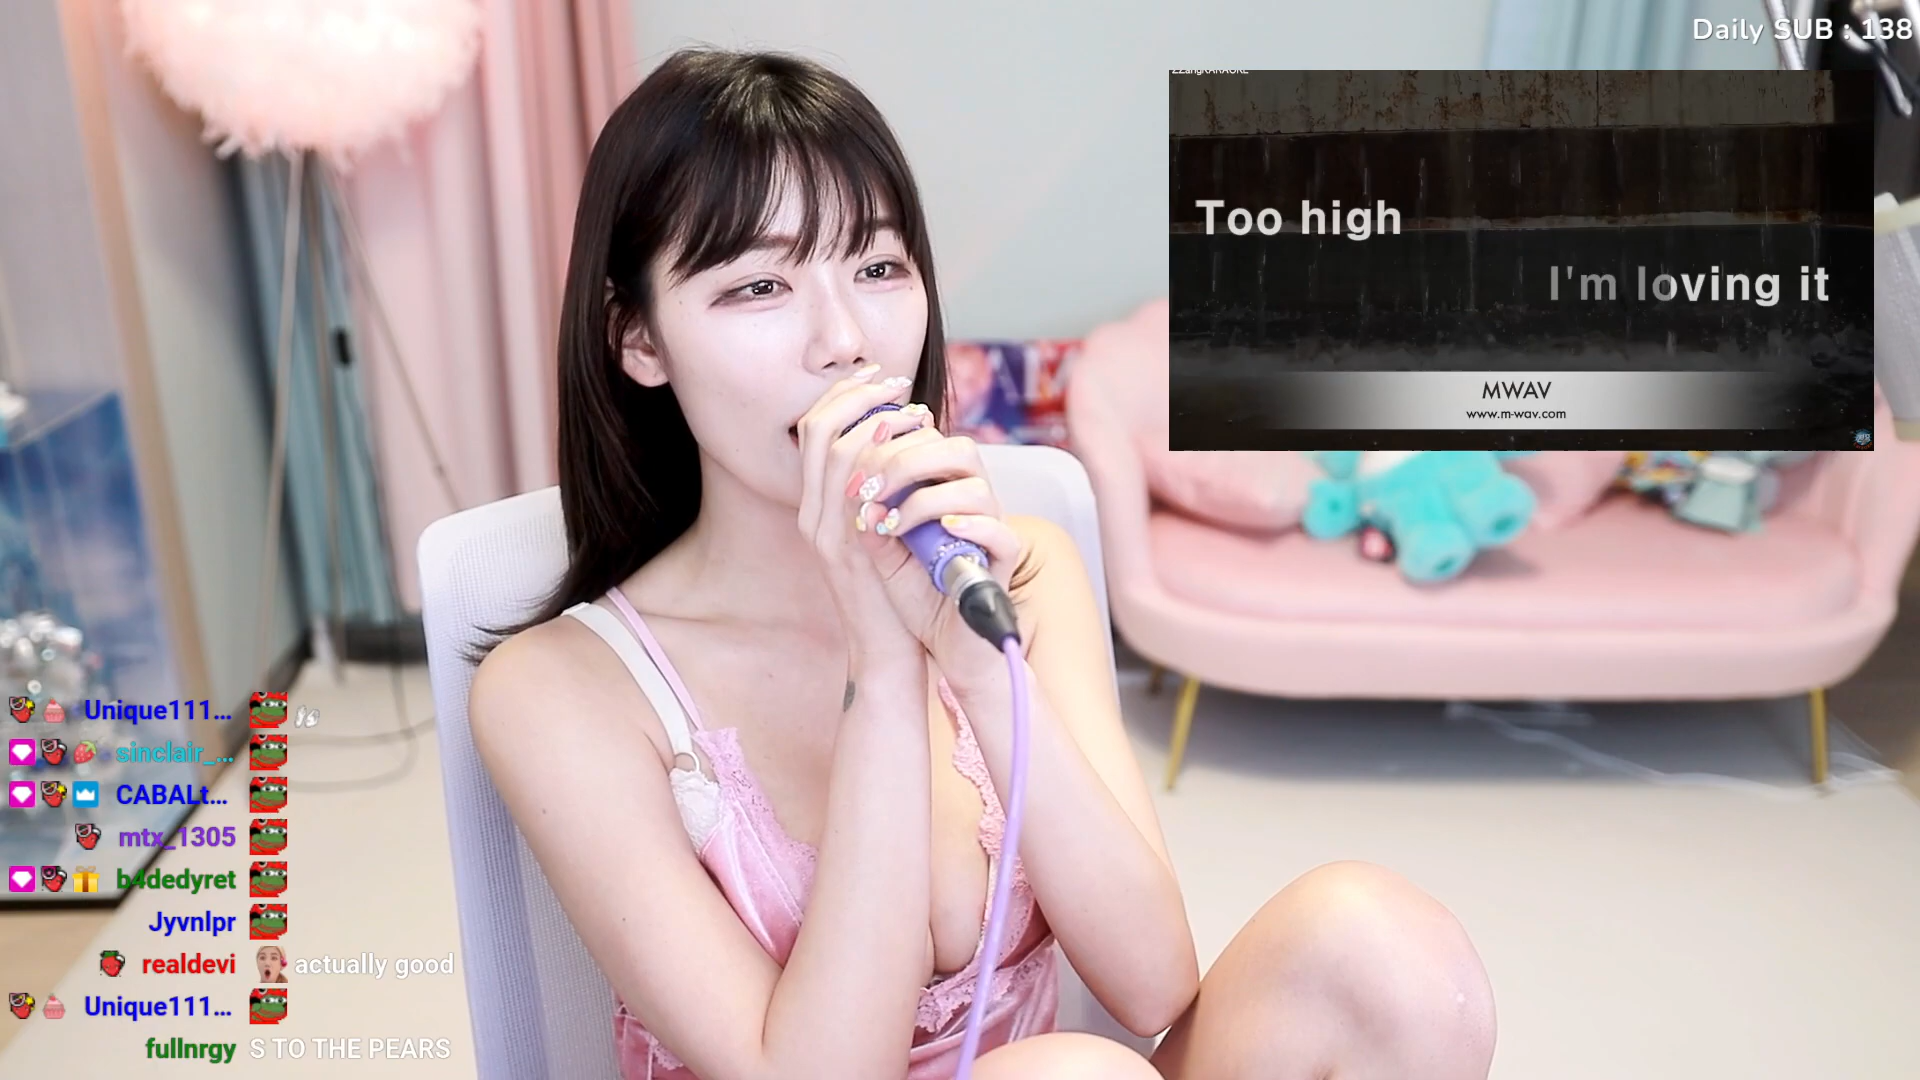 Daily SUB : 138
ZZangKARAOKE
Too high
I'm loving it
MWAV
www.m-wav.com
Unique111...
sinclair_...
CABALt...
mtx_1305
b4dedyret
Jyvnlpr
realdevi actually good
Unique111...
fullnrgy S TO THE PEARS